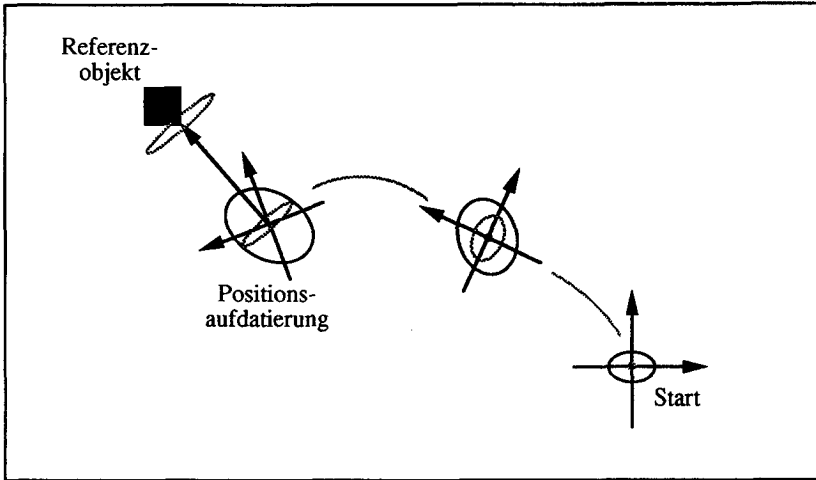 Referenz-
objekt
Positions-
aufdatierung
Start